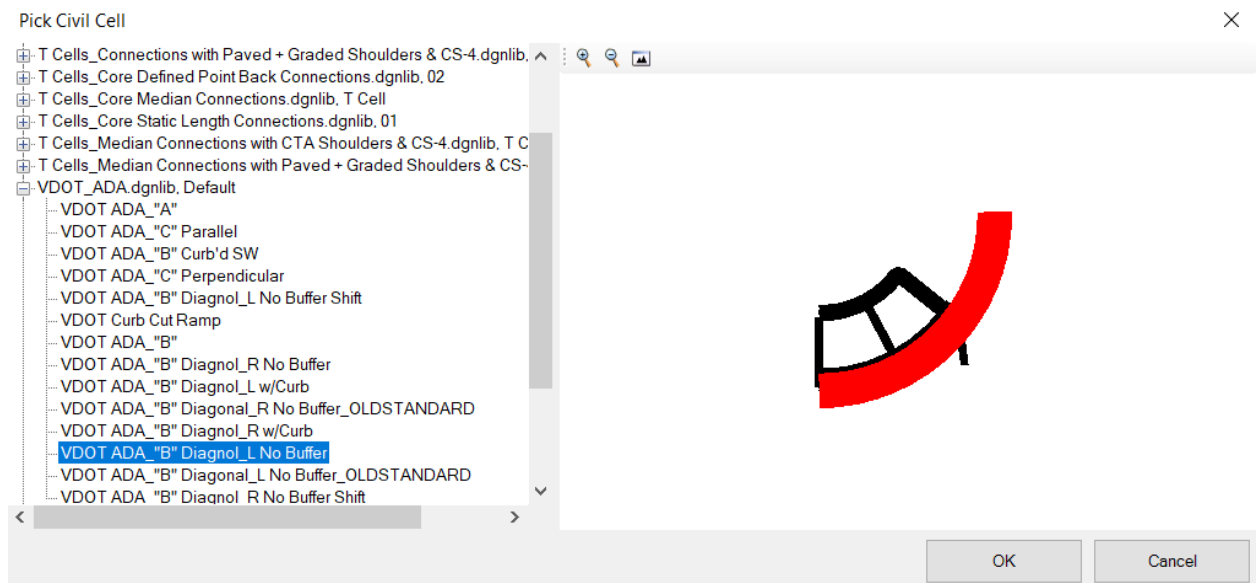 Pick Civil Cell
T Cells_Connections with Paved + Graded Shoulders & CS-4.dgnlib,
T Cells_Core Defined Point Back Connections.dgnlib, 02
T Cells_Core Median Connections.dgnlib, T Cell
T Cells_Core Static Length Connections.dgnlib, 01
T Cells_Median Connections with CTA Shoulders & CS-4.dgnlib, T C
T Cells_Median Connections with Paved + Graded Shoulders & CS-
VDOT_ADA.dgnlib, Default
VDOT ADA_"A"
VDOT ADA_"C" Parallel
VDOT ADA_"B" Curb'd SW
VDOT ADA_"C" Perpendicular
VDOT ADA_"B" Diagnol_L No Buffer Shift
VDOT Curb Cut Ramp
VDOT ADA_"B"
VDOT ADA_"B" Diagnol_R No Buffer
VDOT ADA_"B" Diagnol_L w/Curb
VDOT ADA_"B" Diagonal_R No Buffer_OLDSTANDARD
VDOT ADA_"B" Diagnol_R w/Curb
VDOT ADA_"B" Diagnol_L No Buffer
VDOT ADA_"B" Diagonal_L No Buffer_OLDSTANDARD
VDOT ADA_"B" Diagnol_R No Buffer Shift
OK
Cancel